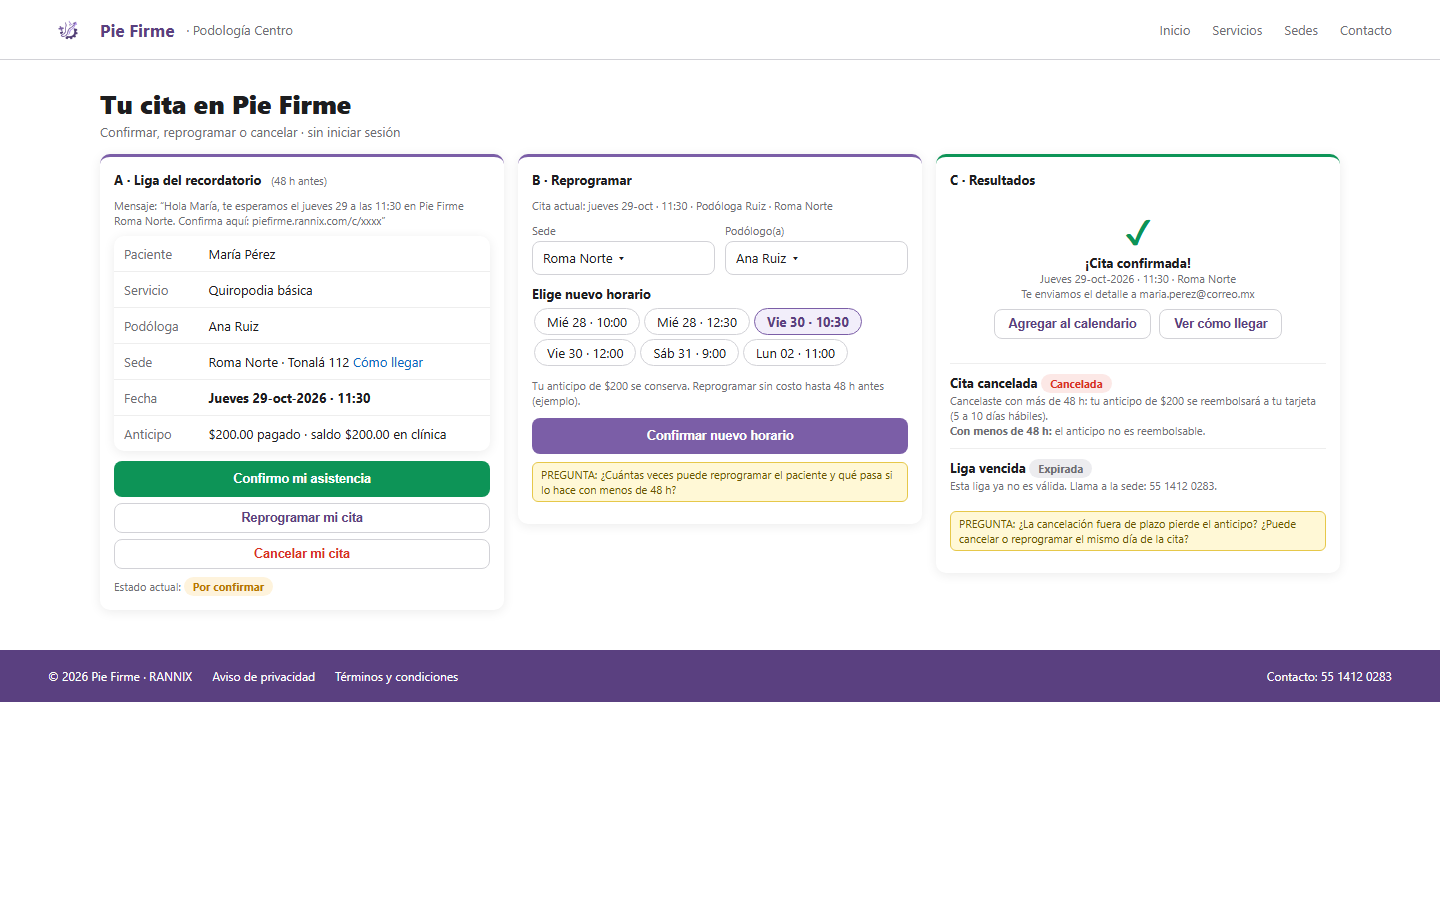 Pie Firme · Podología Centro
Inicio Servicios Sedes Contacto
Tu cita en Pie Firme
Confirmar, reprogramar o cancelar · sin iniciar sesión
A · Liga del recordatorio (48 h antes)
Mensaje: “Hola María, te esperamos el jueves 29 a las 11:30 en Pie Firme
Roma Norte. Confirma aquí: piefirme.rannix.com/c/xxxx”
Paciente María Pérez
Servicio Quiropodia básica
Podóloga Ana Ruiz
Sede Roma Norte · Tonalá 112 Cómo llegar
Fecha Jueves 29-oct-2026 · 11:30
Anticipo $200.00 pagado · saldo $200.00 en clínica
Confirmo mi asistencia
Reprogramar mi cita
Cancelar mi cita
Estado actual: Por confirmar
B · Reprogramar
Cita actual: jueves 29-oct · 11:30 · Podóloga Ruiz · Roma Norte
Sede Podólogo(a)
Roma Norte Ana Ruiz
Elige nuevo horario
Mié 28 · 10:00 Mié 28 · 12:30 Vie 30 · 10:30
Vie 30 · 12:00 Sáb 31 · 9:00 Lun 02 · 11:00
Tu anticipo de $200 se conserva. Reprogramar sin costo hasta 48 h antes
(ejemplo).
Confirmar nuevo horario
PREGUNTA: ¿Cuántas veces puede reprogramar el paciente y qué pasa si
lo hace con menos de 48 h?
C · Resultados
¡Cita confirmada!
Jueves 29-oct-2026 · 11:30 · Roma Norte
Te enviamos el detalle a maria.perez@correo.mx
Agregar al calendario Ver cómo llegar
Cita cancelada Cancelada
Cancelaste con más de 48 h: tu anticipo de $200 se reembolsará a tu tarjeta
(5 a 10 días hábiles).
Con menos de 48 h: el anticipo no es reembolsable.
Liga vencida Expirada
Esta liga ya no es válida. Llama a la sede: 55 1412 0283.
PREGUNTA: ¿La cancelación fuera de plazo pierde el anticipo? ¿Puede
cancelar o reprogramar el mismo día de la cita?
© 2026 Pie Firme · RANNIX Aviso de privacidad Términos y condiciones
Contacto: 55 1412 0283